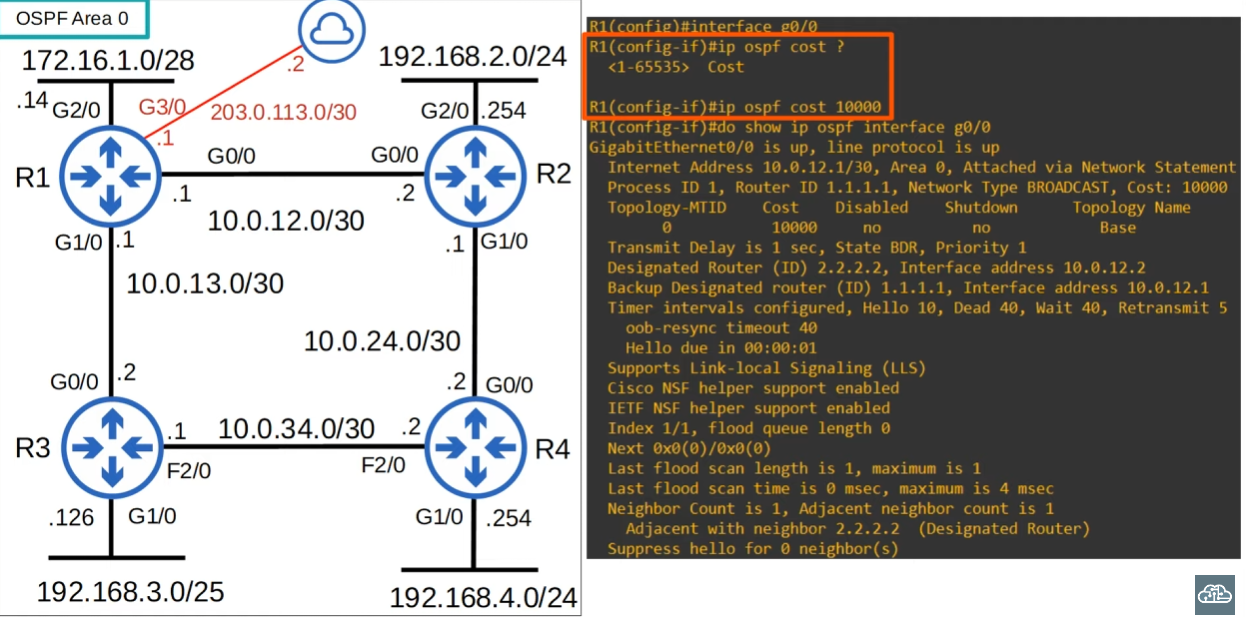 OSPF Area 0
172.16.1.0/28
192.168.2.0/24
.2
.14 G2/0
G3/0
203.0.113.0/30
G2/0 .254
.1
R1
G0/0
G0/0
R2
.1
.2
10.0.12.0/30
G1/0 .1
.1 G1/0
10.0.13.0/30
10.0.24.0/30
G0/0 .2
.2 G0/0
R3
.1 10.0.34.0/30 .2
R4
F2/0
F2/0
.126 G1/0
G1/0 .254
192.168.3.0/25
192.168.4.0/24
R1(config)#interface g0/0
R1(config-if)#ip ospf cost ?
<1-65535> Cost
R1(config-if)#ip ospf cost 10000
R1(config-if)#do show ip ospf interface g0/0
GigabitEthernet0/0 is up, line protocol is up
Internet Address 10.0.12.1/30, Area 0, Attached via Network Statement
Process ID 1, Router ID 1.1.1.1, Network Type BROADCAST, Cost: 10000
Topology-MTID Cost Disabled Shutdown Topology Name
0 10000 no no Base
Transmit Delay is 1 sec, State BDR, Priority 1
Designated Router (ID) 2.2.2.2, Interface address 10.0.12.2
Backup Designated router (ID) 1.1.1.1, Interface address 10.0.12.1
Timer intervals configured, Hello 10, Dead 40, Wait 40, Retransmit 5
oob-resync timeout 40
Hello due in 00:00:01
Supports Link-local Signaling (LLS)
Cisco NSF helper support enabled
IETF NSF helper support enabled
Index 1/1, flood queue length 0
Next 0x0(0)/0x0(0)
Last flood scan length is 1, maximum is 1
Last flood scan time is 0 msec, maximum is 4 msec
Neighbor Count is 1, Adjacent neighbor count is 1
Adjacent with neighbor 2.2.2.2 (Designated Router)
Suppress hello for 0 neighbor(s)